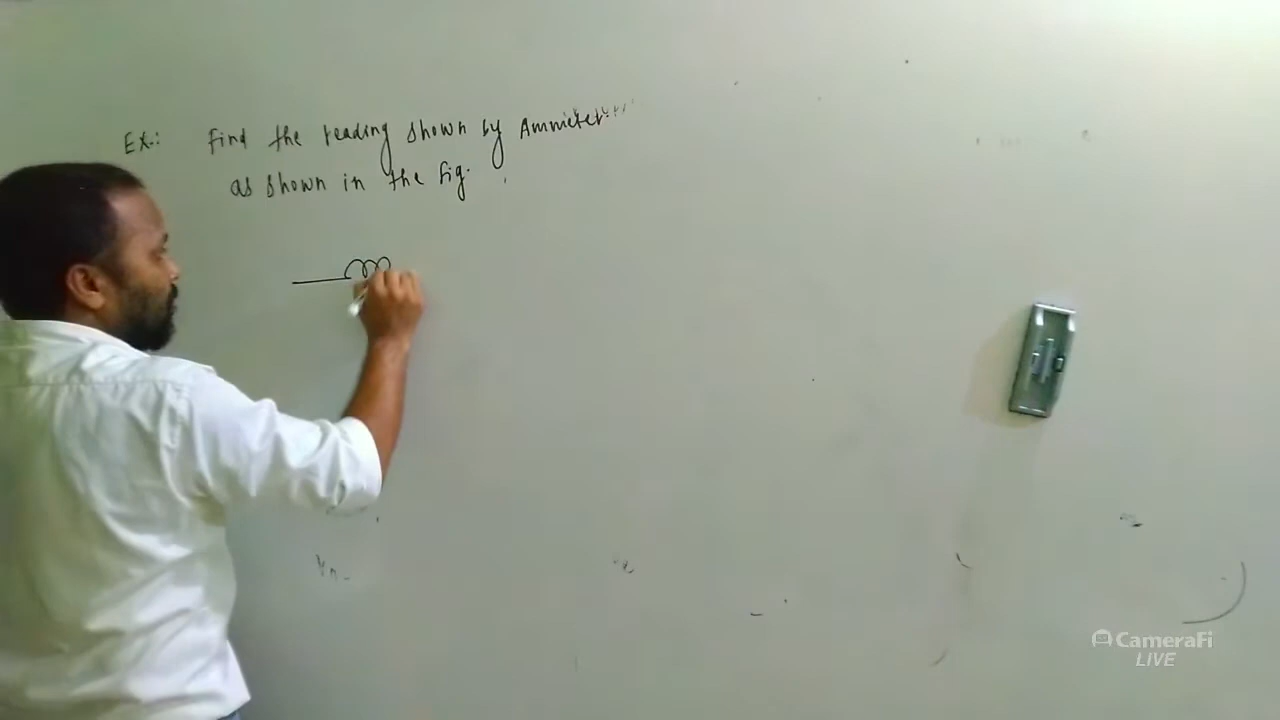 Ex.: Find the reading shown by Ammeter
as shown in the fig.
CameraFi
LIVE